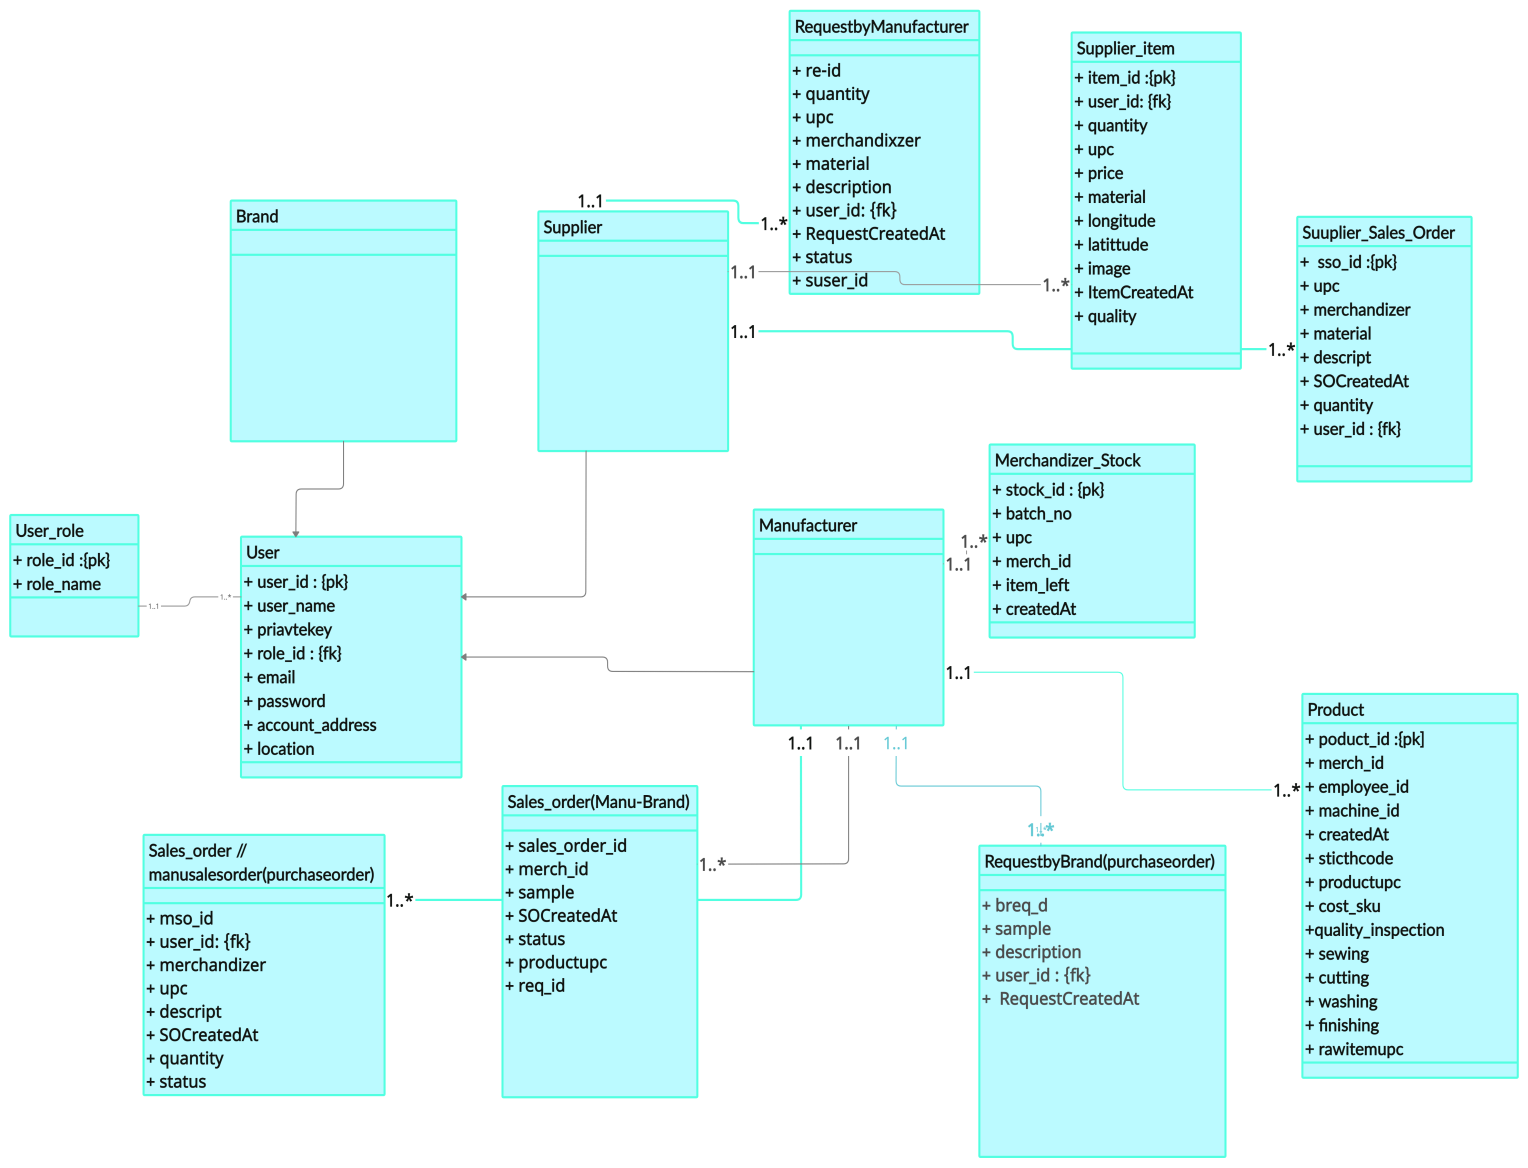 RequestbyManufacturer
+ re-id
+ quantity
+ upc
+ merchandixzer
+ material
+ description
+ user_id: {fk}
+ RequestCreatedAt
+ status
+ suser_id
Supplier_item
+ item_id :{pk}
+ user_id: {fk}
+ quantity
+ upc
+ price
+ material
+ longitude
+ latittude
+ image
+ ItemCreatedAt
+ quality
Suuplier_Sales_Order
+ sso_id :{pk}
+ upc
+ merchandizer
+ material
+ descript
+ SOCreatedAt
+ quantity
+ user_id : {fk}
Brand
Supplier
1..1
1..*
1..1
1..*
1..1
1..*
Merchandizer_Stock
+ stock_id : {pk}
+ batch_no
+ upc
+ merch_id
+ item_left
+ createdAt
Manufacturer
1..*
1..1
User_role
+ role_id :{pk}
+ role_name
1..1
1..*
User
+ user_id : {pk}
+ user_name
+ priavtekey
+ role_id : {fk}
+ email
+ password
+ account_address
+ location
1..1
1..*
Product
+ poduct_id :{pk]
+ merch_id
+ employee_id
+ machine_id
+ createdAt
+ sticthcode
+ productupc
+ cost_sku
+quality_inspection
+ sewing
+ cutting
+ washing
+ finishing
+ rawitemupc
1..1
1..1
1..1
1..*
1..*
1..*
Sales_order(Manu-Brand)
+ sales_order_id
+ merch_id
+ sample
+ SOCreatedAt
+ status
+ productupc
+ req_id
Sales_order //
manusalesorder(purchaseorder)
+ mso_id
+ user_id: {fk}
+ merchandizer
+ upc
+ descript
+ SOCreatedAt
+ quantity
+ status
RequestbyBrand(purchaseorder)
+ breq_d
+ sample
+ description
+ user_id : {fk}
+ RequestCreatedAt